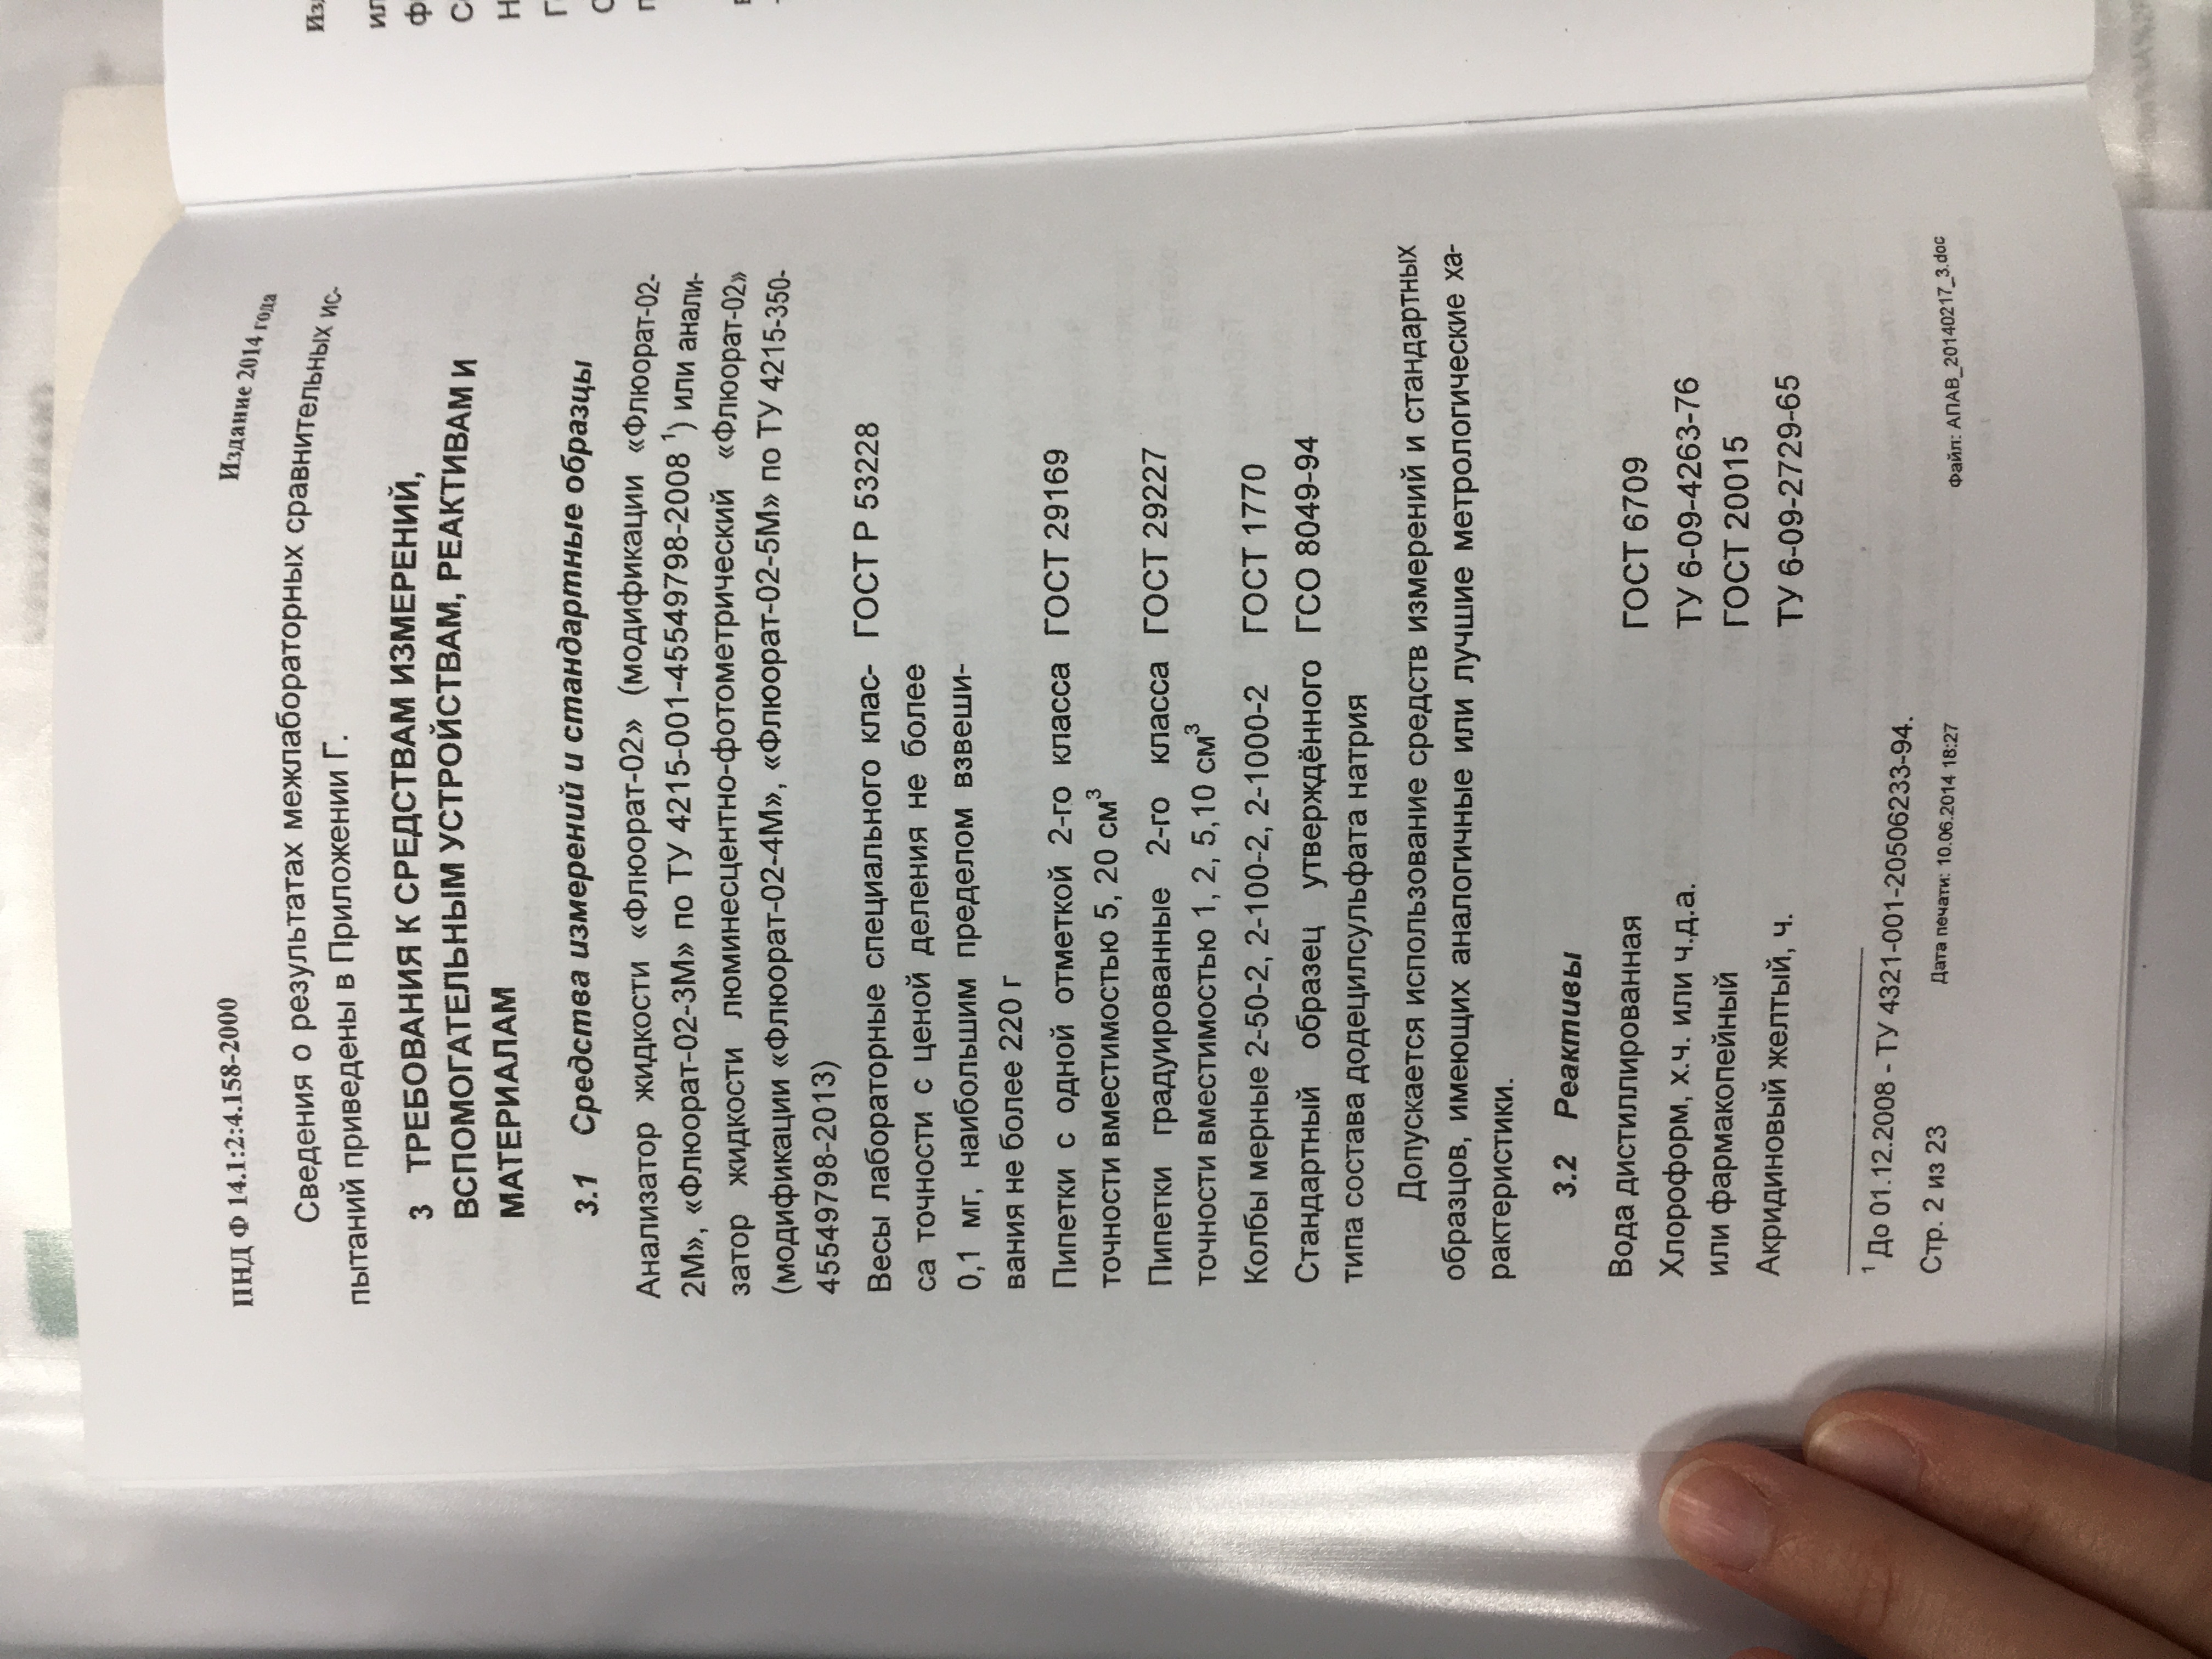 ПНД Ф 14.1:2:4.158-2000 Издание 2014 года
Сведения о результатах межлабораторных сравнительных ис-
пытаний приведены в Приложении Г.
3 ТРЕБОВАНИЯ К СРЕДСТВАМ ИЗМЕРЕНИЙ,
ВСПОМОГАТЕЛЬНЫМ УСТРОЙСТВАМ, РЕАКТИВАМ И
МАТЕРИАЛАМ
3.1 Средства измерений и стандартные образцы
Анализатор жидкости «Флюорат-02» (модификации «Флюорат-02-
2М», «Флюорат-02-3М» по ТУ 4215-001-45549798-2008 ¹) или анали-
затор жидкости люминесцентно-фотометрический «Флюорат-02»
(модификации «Флюорат-02-4М», «Флюорат-02-5М» по ТУ 4215-350-
45549798-2013)
Весы лабораторные специального клас- ГОСТ Р 53228
са точности с ценой деления не более
0,1 мг, наибольшим пределом взвеши-
вания не более 220 г
Пипетки с одной отметкой 2-го класса ГОСТ 29169
точности вместимостью 5, 20 см³
Пипетки градуированные 2-го класса ГОСТ 29227
точности вместимостью 1, 2, 5,10 см³
Колбы мерные 2-50-2, 2-100-2, 2-1000-2 ГОСТ 1770
Стандартный образец утверждённого ГСО 8049-94
типа состава додецилсульфата натрия
Допускается использование средств измерений и стандартных
образцов, имеющих аналогичные или лучшие метрологические ха-
рактеристики.
3.2 Реактивы
Вода дистиллированная ГОСТ 6709
Хлороформ, х.ч. или ч.д.а. ТУ 6-09-4263-76
или фармакопейный ГОСТ 20015
Акридиновый желтый, ч. ТУ 6-09-2729-65
¹ До 01.12.2008 - ТУ 4321-001-20506233-94.
Стр. 2 из 23 Дата печати: 10.06.2014 18:27 Файл: АПАВ_20140217_3.doc